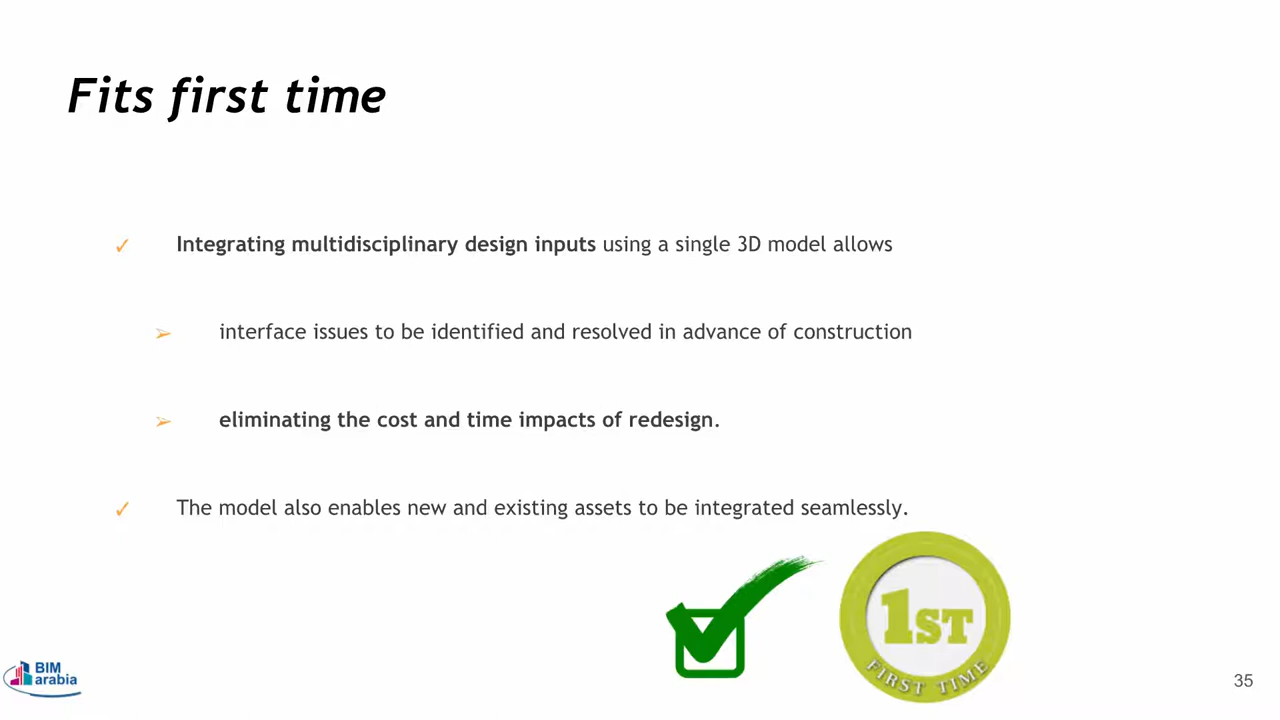 Fits first time
✓ Integrating multidisciplinary design inputs using a single 3D model allows
➢ interface issues to be identified and resolved in advance of construction
➢ eliminating the cost and time impacts of redesign.
✓ The model also enables new and existing assets to be integrated seamlessly.
1ST
FIRST TIME
BIM
arabia
35